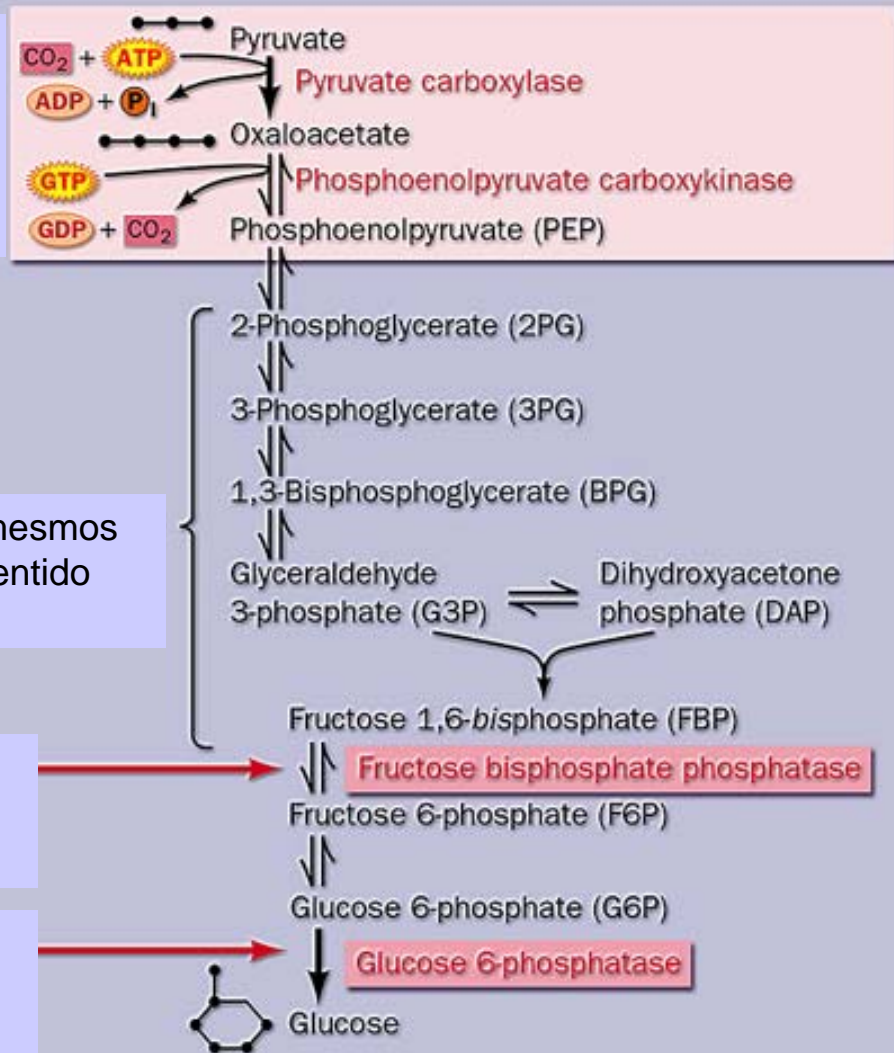 Pyruvate
CO2 + ATP
Pyruvate carboxylase
ADP + Pi
Oxaloacetate
GTP
Phosphoenolpyruvate carboxykinase
GDP + CO2
Phosphoenolpyruvate (PEP)
2-Phosphoglycerate (2PG)
3-Phosphoglycerate (3PG)
1,3-Bisphosphoglycerate (BPG)
mesmos
entido
Glyceraldehyde
3-phosphate (G3P)
Dihydroxyacetone
phosphate (DAP)
Fructose 1,6-bisphosphate (FBP)
Fructose bisphosphate phosphatase
Fructose 6-phosphate (F6P)
Glucose 6-phosphate (G6P)
Glucose 6-phosphatase
Glucose